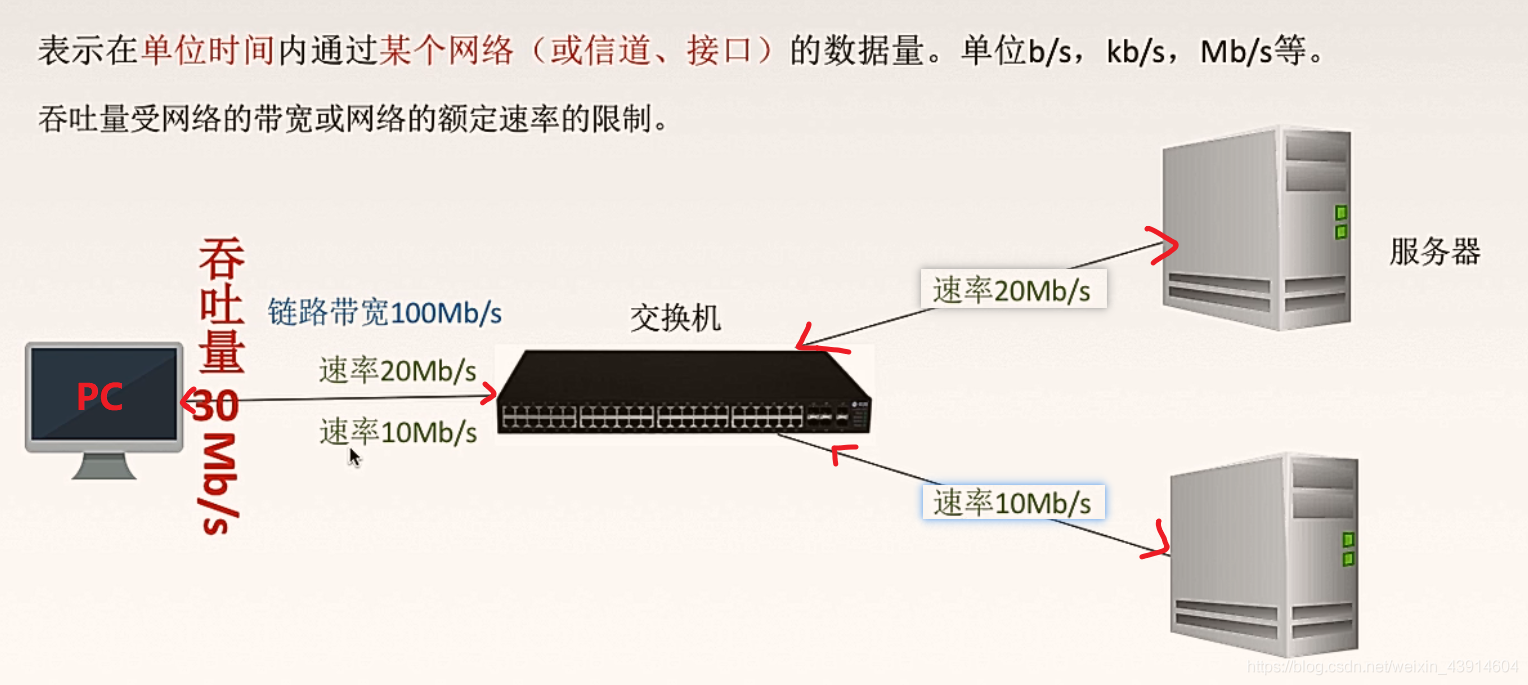 表示在单位时间内通过某个网络（或信道、接口）的数据量。单位b/s，kb/s，Mb/s等。
吞吐量受网络的带宽或网络的额定速率的限制。
吞吐量30Mb/s
链路带宽100Mb/s
速率20Mb/s
速率10Mb/s
PC
交换机
速率20Mb/s
服务器
速率10Mb/s
https://blog.csdn.net/weixin_43914604